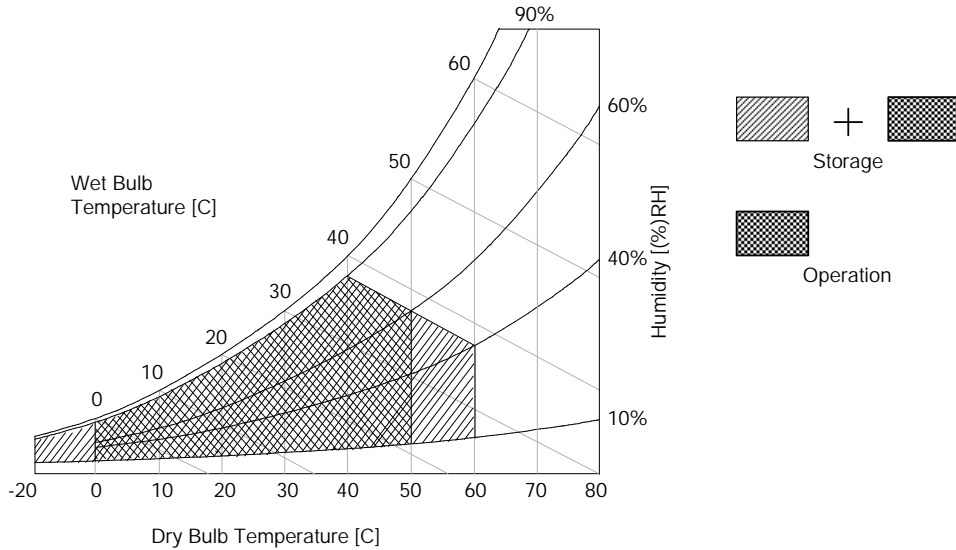 90%
60
60%
50
Wet Bulb
Temperature [C]
40
40%
30
20
10
0
10%
-20 0 10 20 30 40 50 60 80
Dry Bulb Temperature [C]
Humidity [(%)RH]
+
Storage
Operation